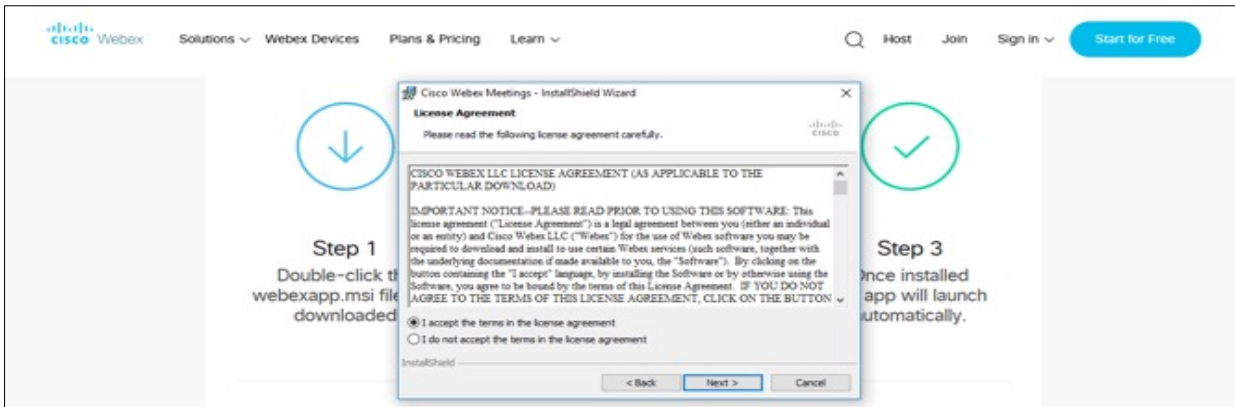 cisco Webex Solutions Webex Devices Plans & Pricing Learn Host Join Sign in Start for Free
Cisco Webex Meetings - InstallShield Wizard
License Agreement
Please read the following license agreement carefully.
cisco
CISCO WEBEX LLC LICENSE AGREEMENT (AS APPLICABLE TO THE
PARTICULAR DOWNLOAD)
IMPORTANT NOTICE--PLEASE READ PRIOR TO USING THIS SOFTWARE: This
license agreement ("License Agreement") is a legal agreement between you (either an individual
or an entity) and Cisco Webex LLC ("Webex") for the use of Webex software you may be
required to download and install to use certain Webex services (such software, together with
the underlying documentation if made available to you, the "Software"). By clicking on the
button containing the "I accept" language, by installing the Software or by otherwise using the
Software, you agree to be bound by the terms of this License Agreement. IF YOU DO NOT
AGREE TO THE TERMS OF THIS LICENSE AGREEMENT, CLICK ON THE BUTTON
I accept the terms in the license agreement
I do not accept the terms in the license agreement
InstallShield
< Back Next > Cancel
Step 1
Double-click
webexapp.msi file
downloaded
Step 3
Once installed
app will launch
automatically.